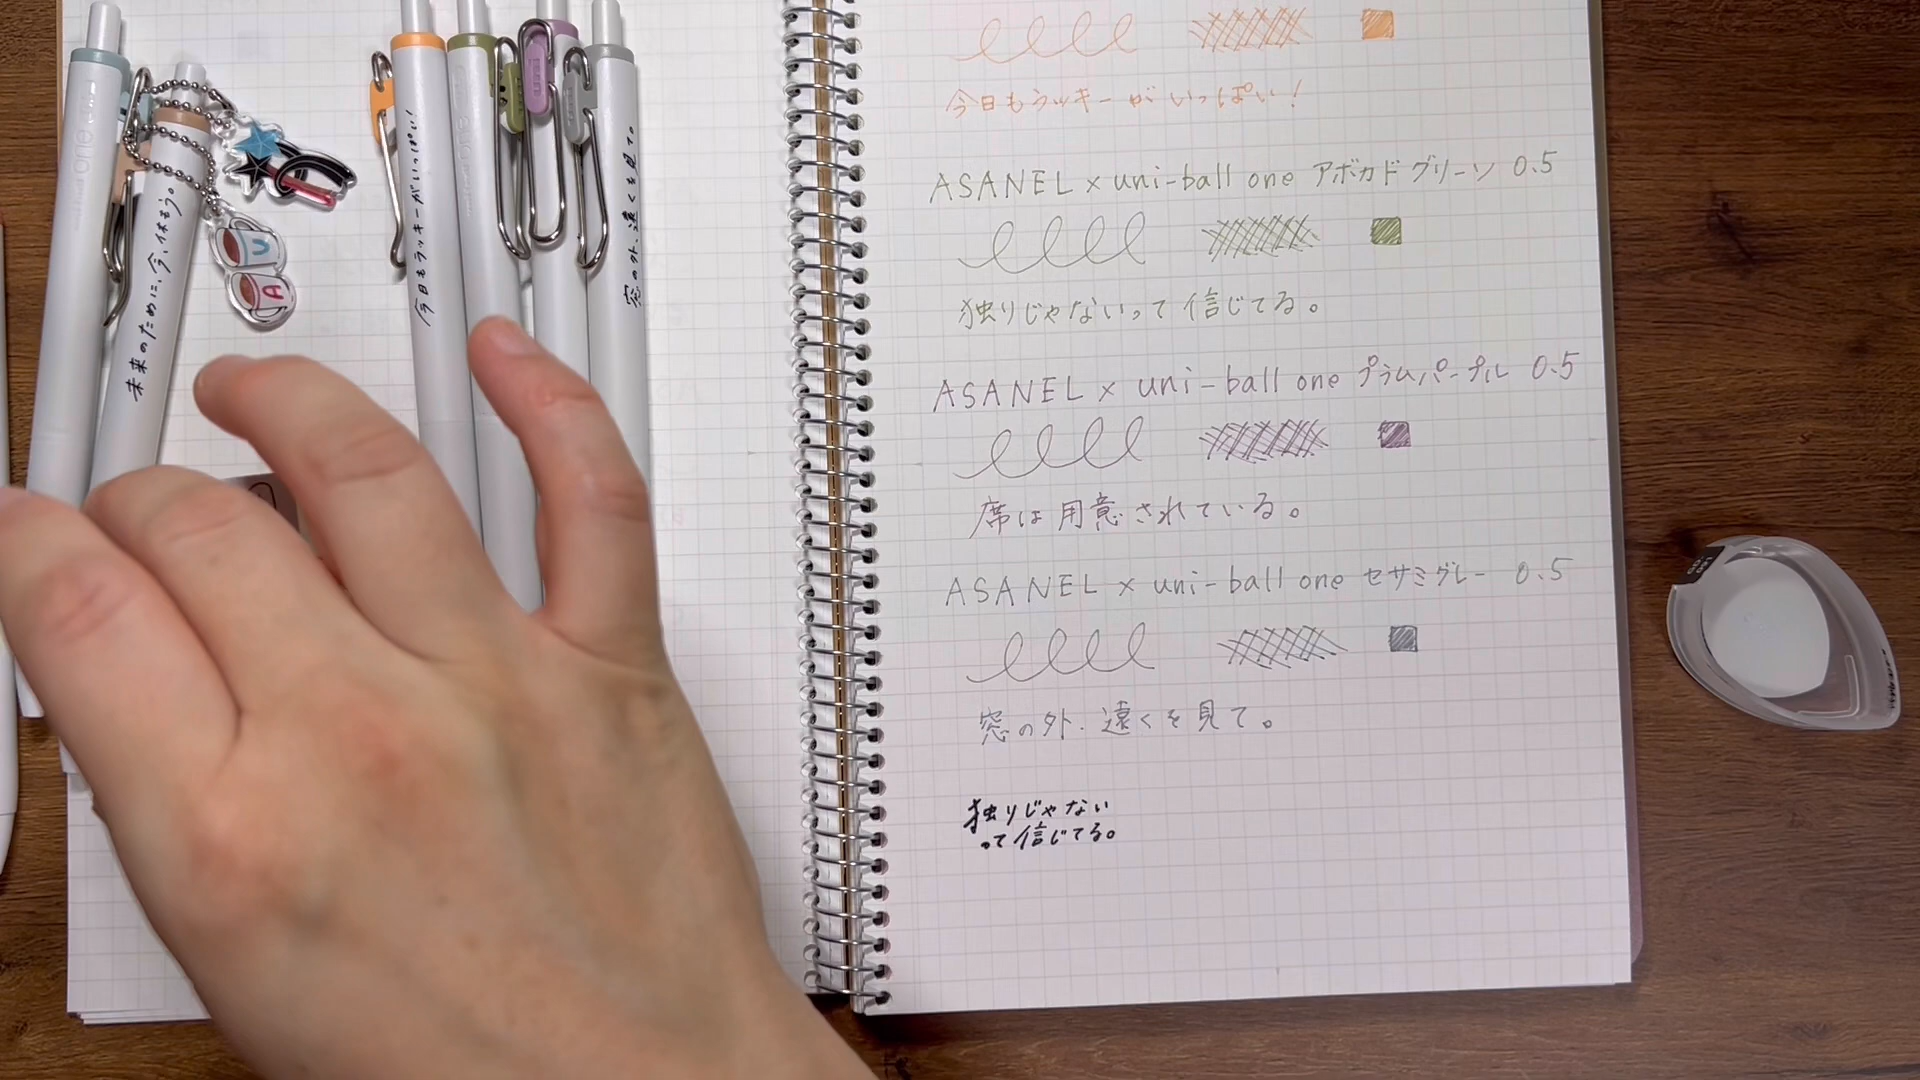 未来のために、今、休もう。
今日もラッキーがいっぱい!
窓の外、遠くを見て。
U
A
今日もラッキーがいっぱい!
ASANEL × uni-ball one アボカドグリーン 0.5
独りじゃないって信じてる。
ASANEL × uni-ball one プラムパープル 0.5
席は用意されている。
ASANEL × uni-ball one セサミグレー 0.5
窓の外、遠くを見て。
独りじゃない
って信じてる。